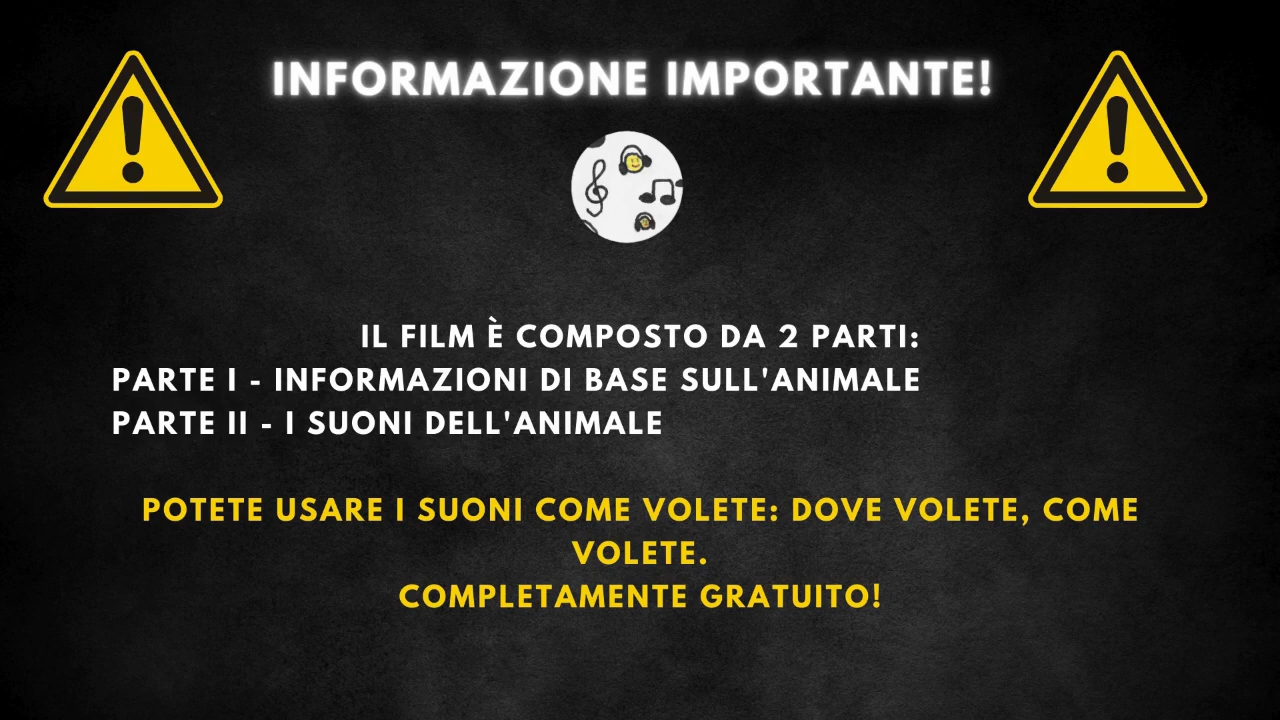 INFORMAZIONE IMPORTANTE!
IL FILM È COMPOSTO DA 2 PARTI:
PARTE I - INFORMAZIONI DI BASE SULL'ANIMALE
PARTE II - I SUONI DELL'ANIMALE
POTETE USARE I SUONI COME VOLETE: DOVE VOLETE, COME
VOLETE.
COMPLETAMENTE GRATUITO!